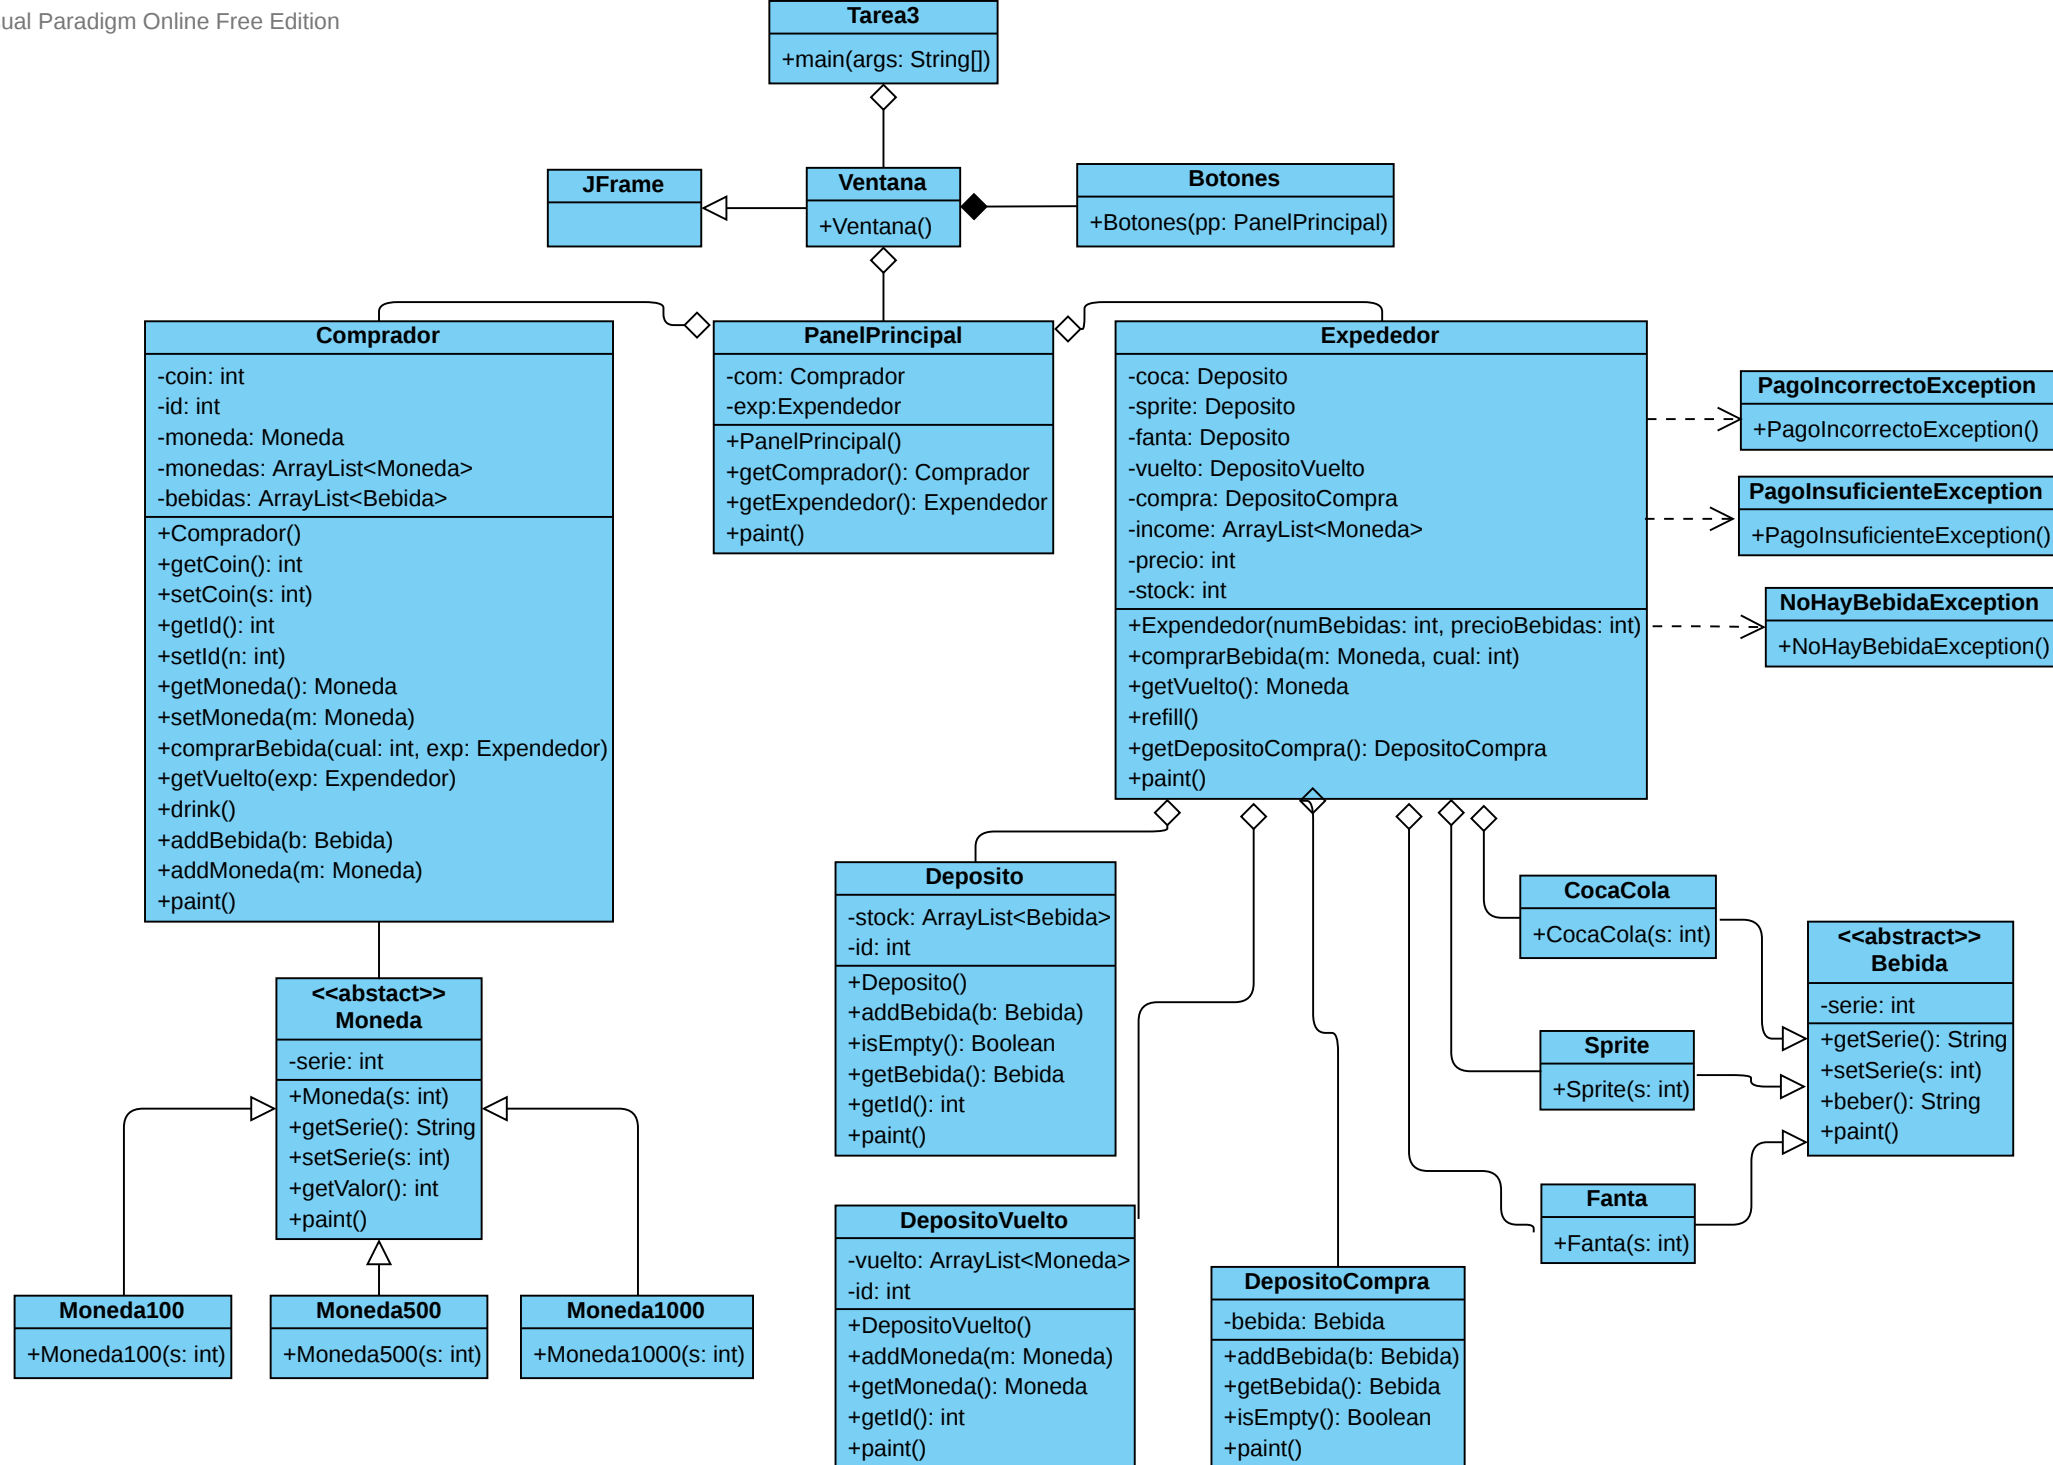 ual Paradigm Online Free Edition
Tarea3
+main(args: String[])
JFrame
Ventana
+Ventana()
Botones
+Botones(pp: PanelPrincipal)
Comprador
-coin: int
-id: int
-moneda: Moneda
-monedas: ArrayList<Moneda>
-bebidas: ArrayList<Bebida>
+Comprador()
+getCoin(): int
+setCoin(s: int)
+getId(): int
+setId(n: int)
+getMoneda(): Moneda
+setMoneda(m: Moneda)
+comprarBebida(cual: int, exp: Expendedor)
+getVuelto(exp: Expendedor)
+drink()
+addBebida(b: Bebida)
+addMoneda(m: Moneda)
+paint()
PanelPrincipal
-com: Comprador
-exp:Expendedor
+PanelPrincipal()
+getComprador(): Comprador
+getExpendedor(): Expendedor
+paint()
Expededor
-coca: Deposito
-sprite: Deposito
-fanta: Deposito
-vuelto: DepositoVuelto
-compra: DepositoCompra
-income: ArrayList<Moneda>
-precio: int
-stock: int
+Expendedor(numBebidas: int, precioBebidas: int)
+comprarBebida(m: Moneda, cual: int)
+getVuelto(): Moneda
+refill()
+getDepositoCompra(): DepositoCompra
+paint()
PagoIncorrectoException
+PagoIncorrectoException()
PagoInsuficienteException
+PagoInsuficienteException()
NoHayBebidaException
+NoHayBebidaException()
<<abstact>>
Moneda
-serie: int
+Moneda(s: int)
+getSerie(): String
+setSerie(s: int)
+getValor(): int
+paint()
Moneda100
+Moneda100(s: int)
Moneda500
+Moneda500(s: int)
Moneda1000
+Moneda1000(s: int)
Deposito
-stock: ArrayList<Bebida>
-id: int
+Deposito()
+addBebida(b: Bebida)
+isEmpty(): Boolean
+getBebida(): Bebida
+getId(): int
+paint()
DepositoVuelto
-vuelto: ArrayList<Moneda>
-id: int
+DepositoVuelto()
+addMoneda(m: Moneda)
+getMoneda(): Moneda
+getId(): int
+paint()
DepositoCompra
-bebida: Bebida
+addBebida(b: Bebida)
+getBebida(): Bebida
+isEmpty(): Boolean
+paint()
CocaCola
+CocaCola(s: int)
Sprite
+Sprite(s: int)
Fanta
+Fanta(s: int)
<<abstract>>
Bebida
-serie: int
+getSerie(): String
+setSerie(s: int)
+beber(): String
+paint()